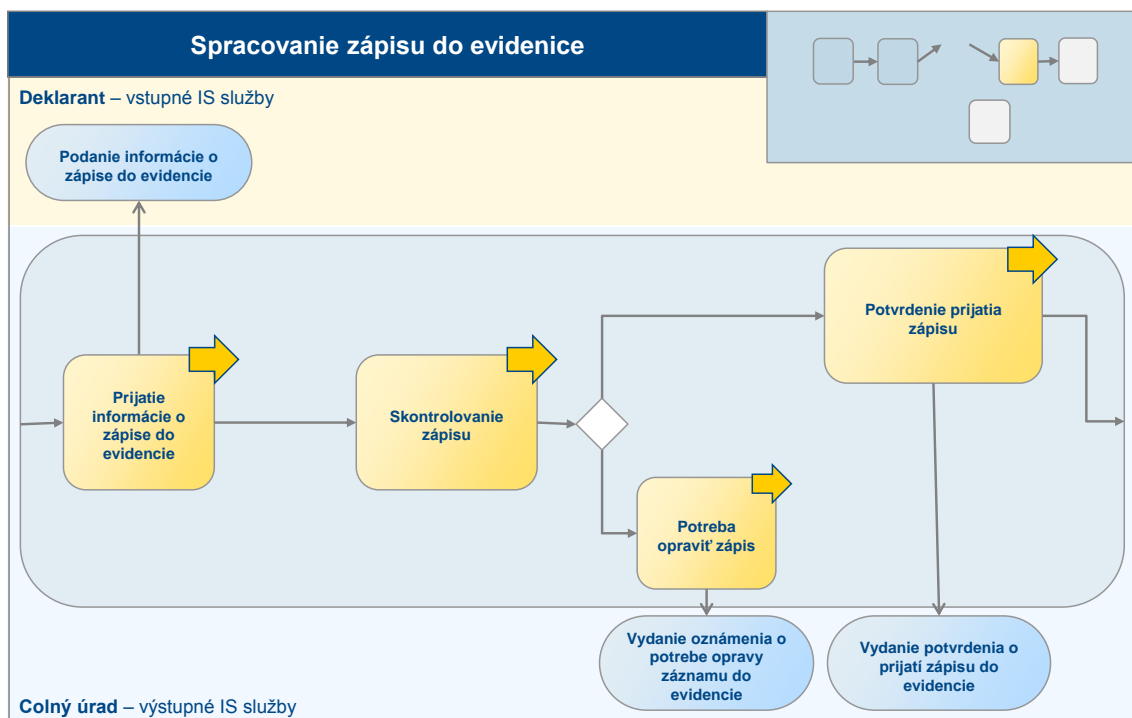 Spracovanie zápisu do evidenice
Deklarant – vstupné IS služby
Podanie informácie o
zápise do evidencie
Potvrdenie prijatia
zápisu
Prijatie
informácie o
zápise do
evidencie
Skontrolovanie
zápisu
Potreba
opraviť zápis
Vydanie oznámenia o
potrebe opravy
záznamu do
evidencie
Vydanie potvrdenia o
prijatí zápisu do
evidencie
Colný úrad – výstupné IS služby